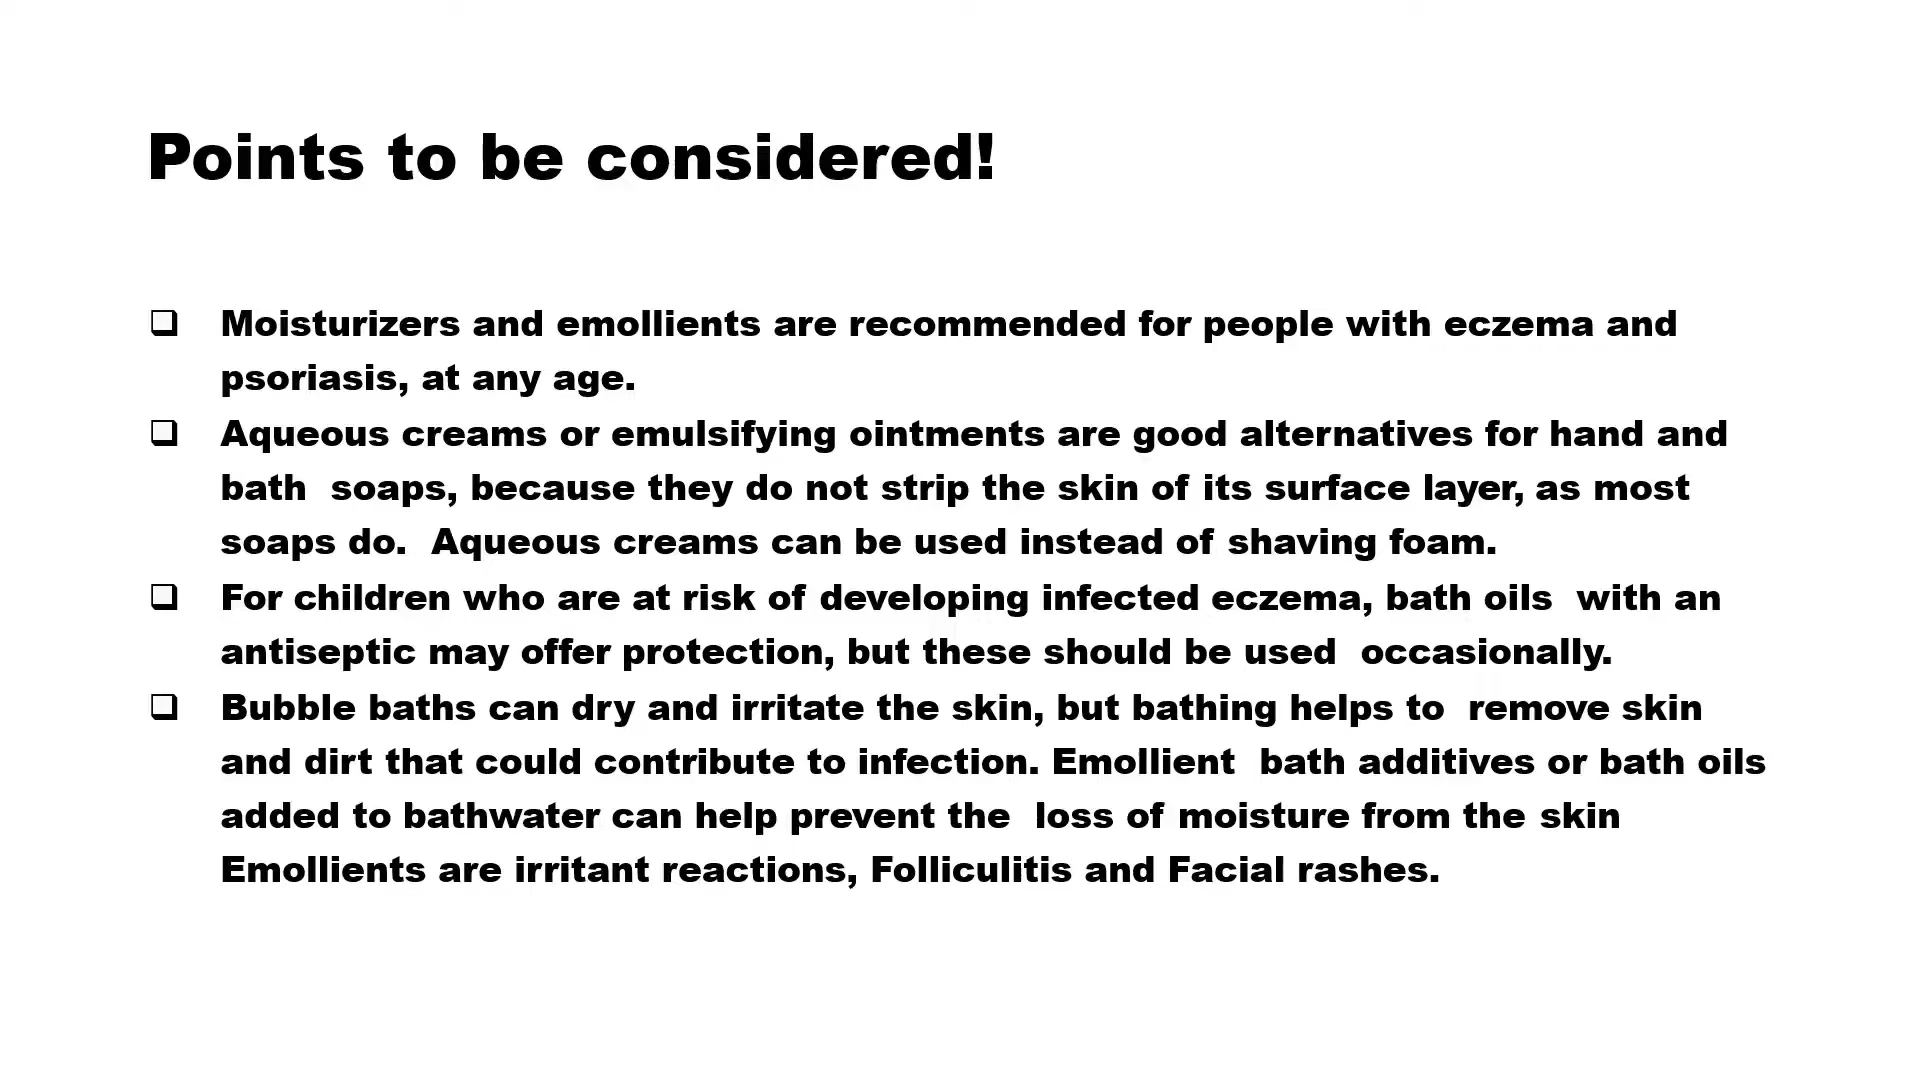 Points to be considered!
❑ Moisturizers and emollients are recommended for people with eczema and
psoriasis, at any age.
❑ Aqueous creams or emulsifying ointments are good alternatives for hand and
bath  soaps, because they do not strip the skin of its surface layer, as most
soaps do.  Aqueous creams can be used instead of shaving foam.
❑ For children who are at risk of developing infected eczema, bath oils  with an
antiseptic may offer protection, but these should be used  occasionally.
❑ Bubble baths can dry and irritate the skin, but bathing helps to  remove skin
and dirt that could contribute to infection. Emollient  bath additives or bath oils
added to bathwater can help prevent the  loss of moisture from the skin
Emollients are irritant reactions, Folliculitis and Facial rashes.